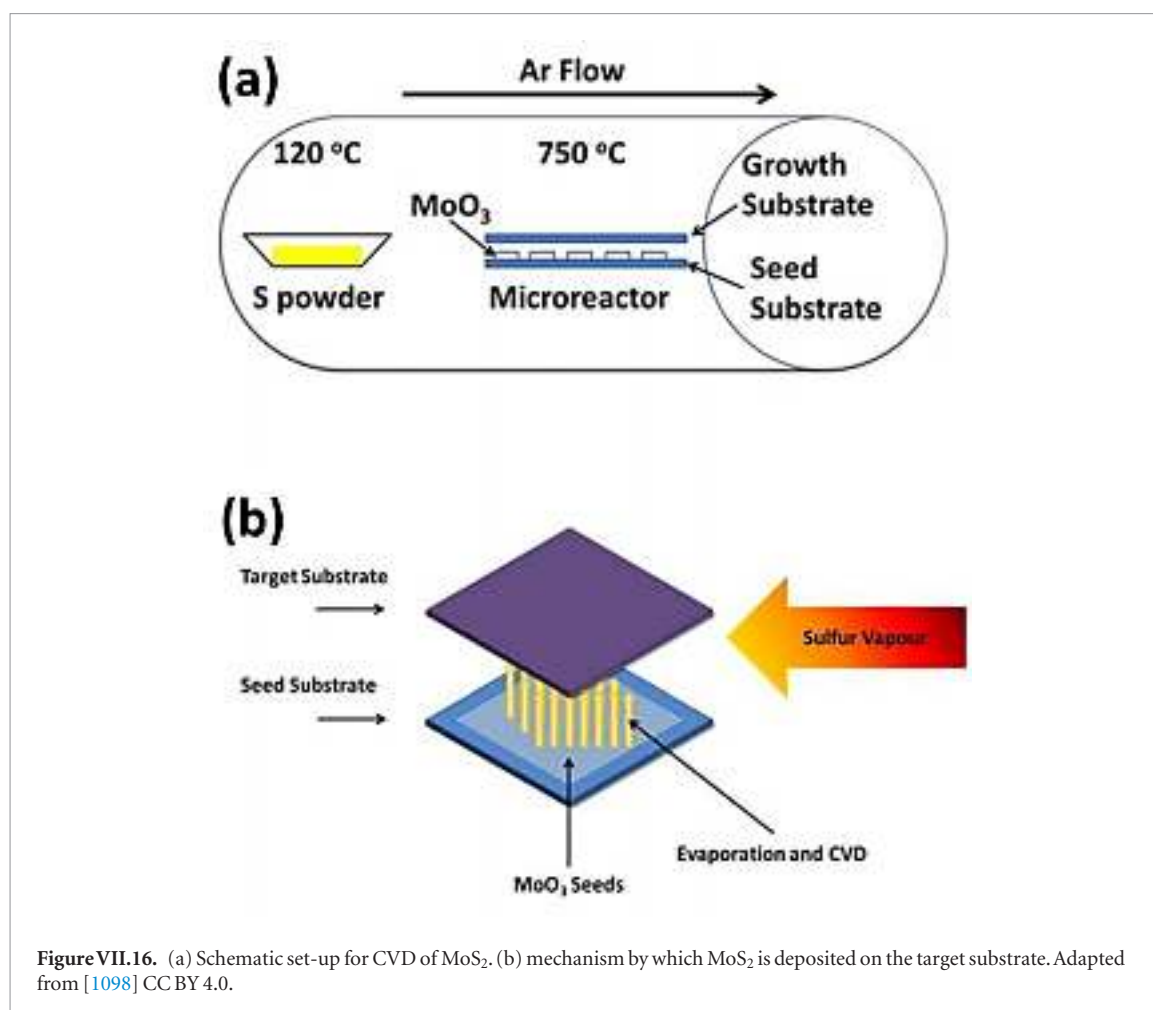 (a)
Ar Flow
120 °C
750 °C
Growth
Substrate
MoO₃
S powder
Microreactor
Seed
Substrate
(b)
Target Substrate
Sulfur Vapour
Seed Substrate
Evaporation and CVD
MoO₃ Seeds
Figure VII.16. (a) Schematic set-up for CVD of MoS₂. (b) mechanism by which MoS₂ is deposited on the target substrate. Adapted
from [1098] CC BY 4.0.